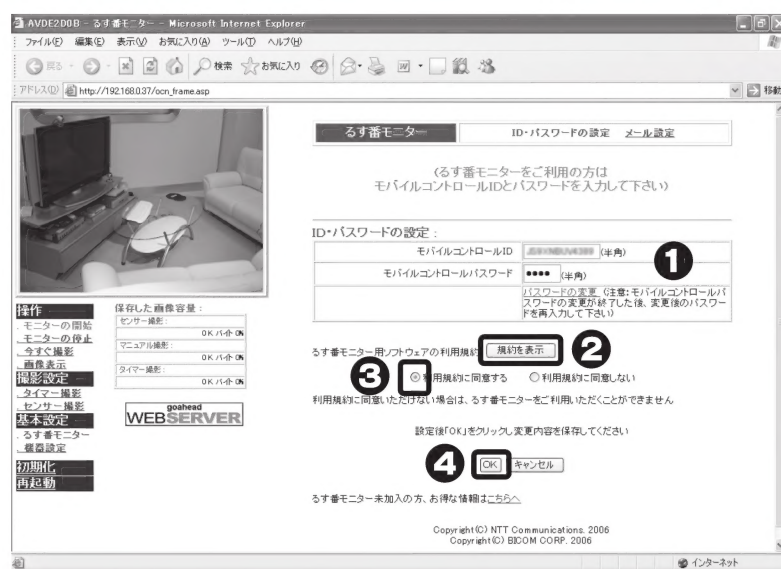 AVDE2D0B - るす番モニター - Microsoft Internet Explorer
ファイル(F) 編集(E) 表示(V) お気に入り(A) ツール(T) ヘルプ(H)
戻る 検索 お気に入り
アドレス(D) http://192.168.0.37/ocn_frame.asp 移動
るす番モニター ID・パスワードの設定 メール設定
(るす番モニターをご利用の方は
モバイルコントロールIDとパスワードを入力して下さい)
ID・パスワードの設定 :
モバイルコントロールID (半角) 1
モバイルコントロールパスワード •••• (半角)
パスワードの変更 (注意:モバイルコントロールパ
スワードの変更が終了した後、変更後のパスワー
ドを再入力して下さい)
るす番モニター用ソフトウェアの利用規約 規約を表示 2
3 利用規約に同意する 利用規約に同意しない
利用規約に同意いただけない場合は、るす番モニターをご利用いただくことができません
設定後「OK」をクリックし変更内容を保存してください
4 OK キャンセル
るす番モニター未加入の方、お得な情報はこちらへ
Copyright(C) NTT Communications. 2006
Copyright(C) BICOM CORP. 2006
操作
. モニターの開始
. モニターの停止
. 今すぐ撮影
. 画像表示
撮影設定
. タイマー撮影
. センサー撮影
基本設定
. るす番モニター
. 機器設定
初期化
再起動
保存した画像容量 :
センサー撮影:
0K バイト 0%
マニュアル撮影:
0K バイト 0%
タイマー撮影:
0K バイト 0%
goahead
WEBSERVER
インターネット